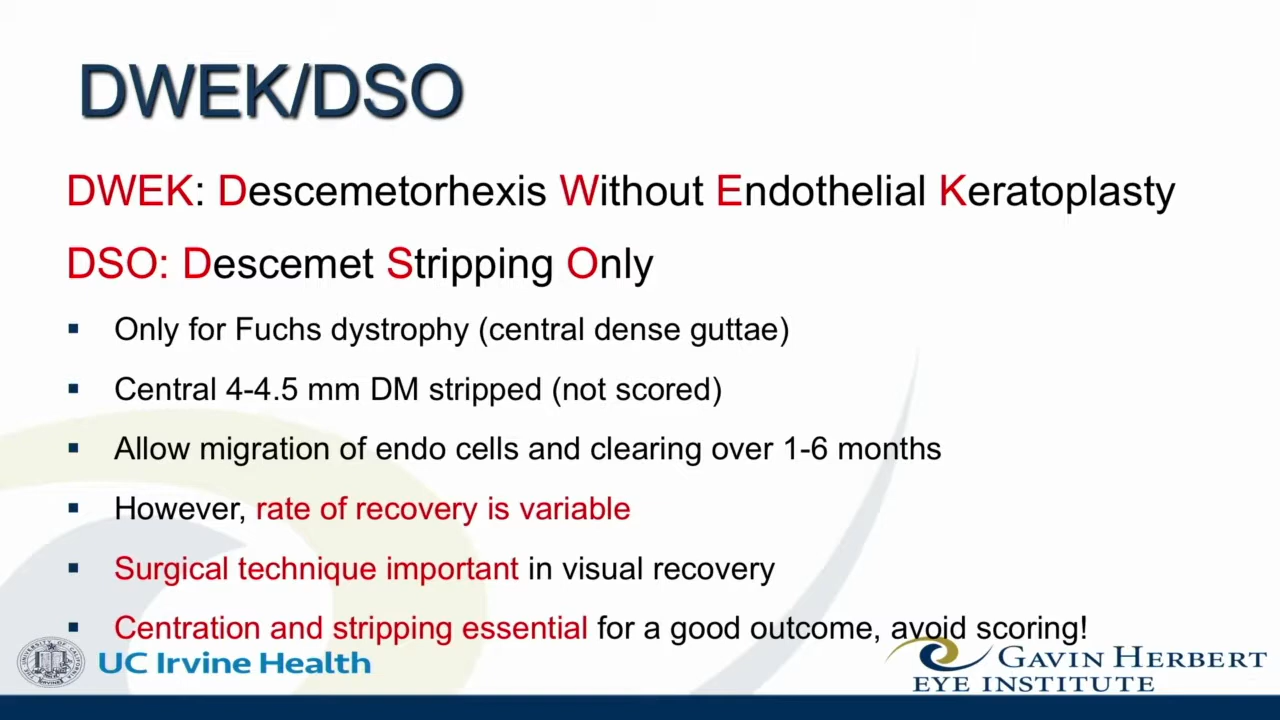 DWEK/DSO
DWEK: Descemetorhexis Without Endothelial Keratoplasty
DSO: Descemet Stripping Only
▪ Only for Fuchs dystrophy (central dense guttae)
▪ Central 4-4.5 mm DM stripped (not scored)
▪ Allow migration of endo cells and clearing over 1-6 months
▪ However, rate of recovery is variable
▪ Surgical technique important in visual recovery
▪ Centration and stripping essential for a good outcome, avoid scoring!
UC Irvine Health
GAVIN HERBERT
EYE INSTITUTE